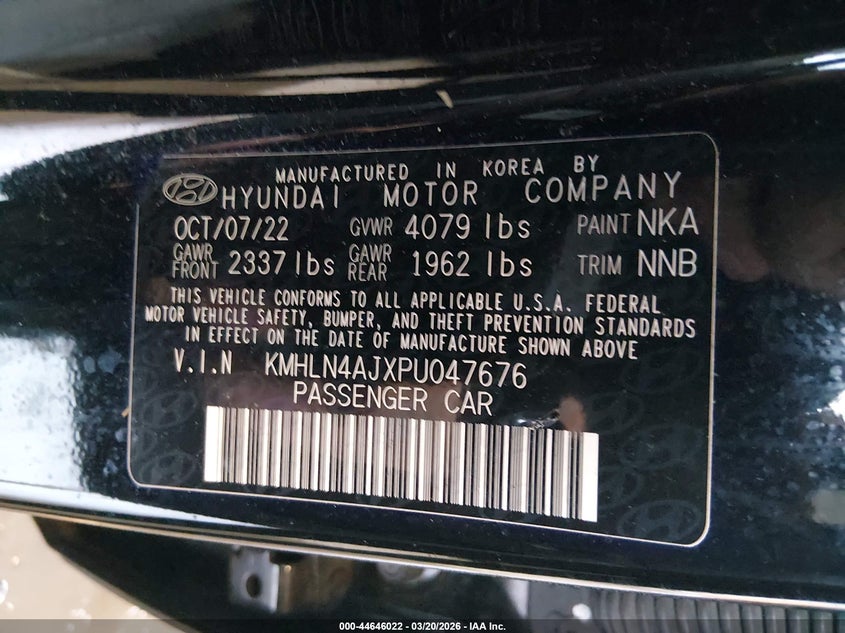 MANUFACTURED IN KOREA BY
HYUNDAI MOTOR COMPANY
OCT/07/22 GVWR 4079 lbs PAINT NKA
GAWR FRONT 2337 lbs GAWR REAR 1962 lbs TRIM NNB
THIS VEHICLE CONFORMS TO ALL APPLICABLE U.S.A. FEDERAL
MOTOR VEHICLE SAFETY, BUMPER, AND THEFT PREVENTION STANDARDS
IN EFFECT ON THE DATE OF MANUFACTURE SHOWN ABOVE
V.I.N KMHLN4AJXPU047676
PASSENGER CAR
000-44646022 — 03/20/2026 — IAA Inc.